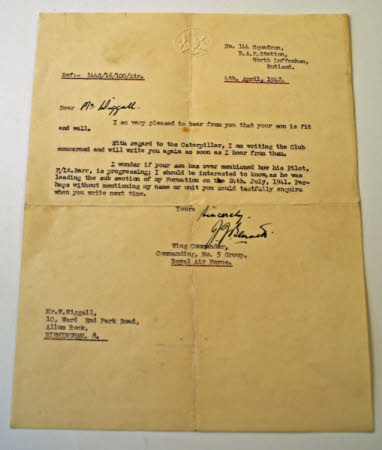 No. 144 Squadron,
R.A.F. Station,
North Luffenham,
Rutland.
Ref:- 144S/16/100/Air.
4th. April, 1942.
Dear Mr Wiggall.
I am very pleased to hear from you that your son is fit
and well.
With regard to the Caterpillar, I am writing the Club
concerned and will write you again as soon as I hear from them.
I wonder if your son has ever mentioned how his Pilot,
F/Lt. Barr, is progressing; I should be interested to know, as he was
leading the sub section of my Formation on the 24th. July, 1941. Per-
haps without mentioning my name or unit you could tactfully enquire
when you write next time.
Yours sincerely,
Wing Commander,
Commanding, No. 5 Group,
Royal Air Force.
Mr. W. Wiggall,
10, Ward End Park Road,
Allum Rock,
BIRMINGHAM. 8.